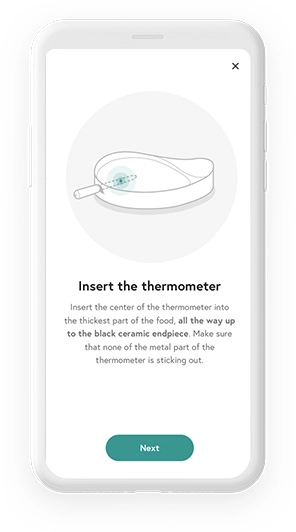 Insert the thermometer
Insert the center of the thermometer into
the thickest part of the food, all the way up
to the black ceramic endpiece. Make sure
that none of the metal part of the
thermometer is sticking out.
Next